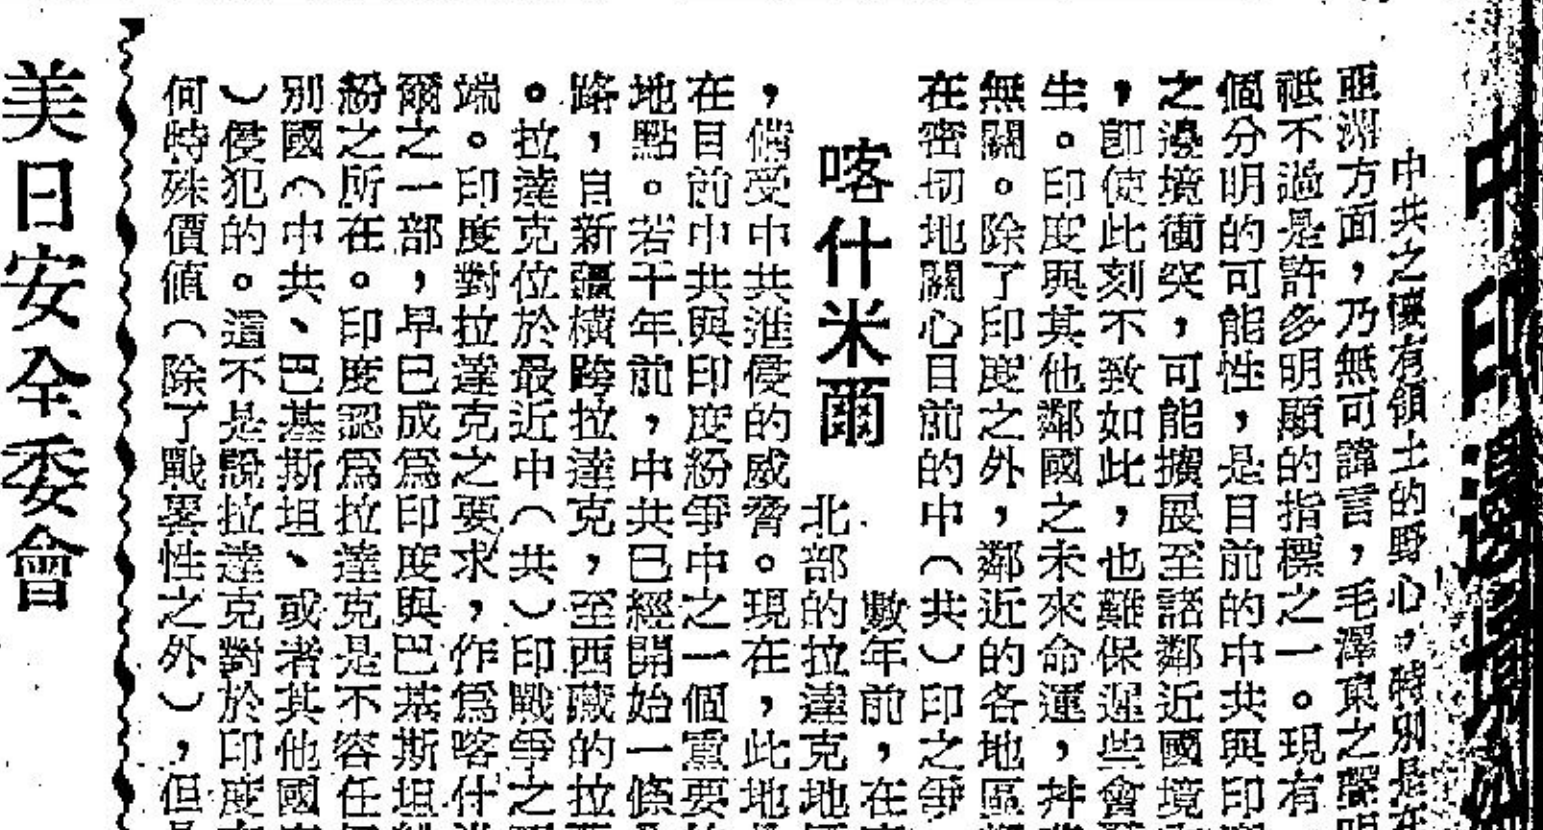 中印邊境
中共之懷有領土的野心，特別是在
亞洲方面，乃無可諱言，毛澤東之聲明
祗不過是許多明顯的指標之一。現有
個分明的可能性，是目前的中共與印
之邊境衝突，可能擴展至諸鄰近國境
，卽使此刻不致如此，也難保遲些會
生。印度與其他鄰國之未來命運，幷
無關。除了印度之外，鄰近的各地區
在密切地關心目前的中（共）印之爭
喀什米爾
數年前，在
北部的拉達克地
，備受中共進侵的威脅。現在，此地
在目前中共與印度紛爭中之一個重要
地點。若干年前，中共已經開始一條
路，自新疆橫跨拉達克，至西藏的拉
。拉達克位於最近中（共）印戰爭之
端。印度對拉達克之要求，作爲喀什
爾之一部，早已成爲印度與巴基斯坦
紛之所在。印度認爲拉達克是不容任
別國（中共、巴基斯坦、或者其他國
）侵犯的。這不是說拉達克對於印度
何特殊價值（除了戰畧性之外），但
美日安全委會